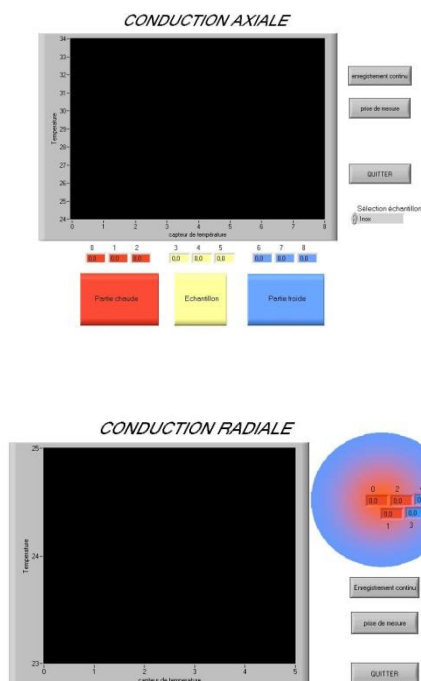 CONDUCTION AXIALE
34
33
32
31
30
29
28
27
26
25
24
Température
0 1 2 3 4 5 6 7 8
capteur de température
enregistrement continu
prise de mesure
QUITTER
Sélection échantillon
Inox
0 1 2 3 4 5 6 7 8
0,0 0,0 0,0 0,0 0,0 0,0 0,0 0,0 0,0
Partie chaude Echantillon Partie froide
CONDUCTION RADIALE
25
24
23
Température
0 1 2 3 4 5
capteur de température
0 2
0,0 0,0
0,0 0,0
1 3
Enregistrement continu
prise de mesure
QUITTER